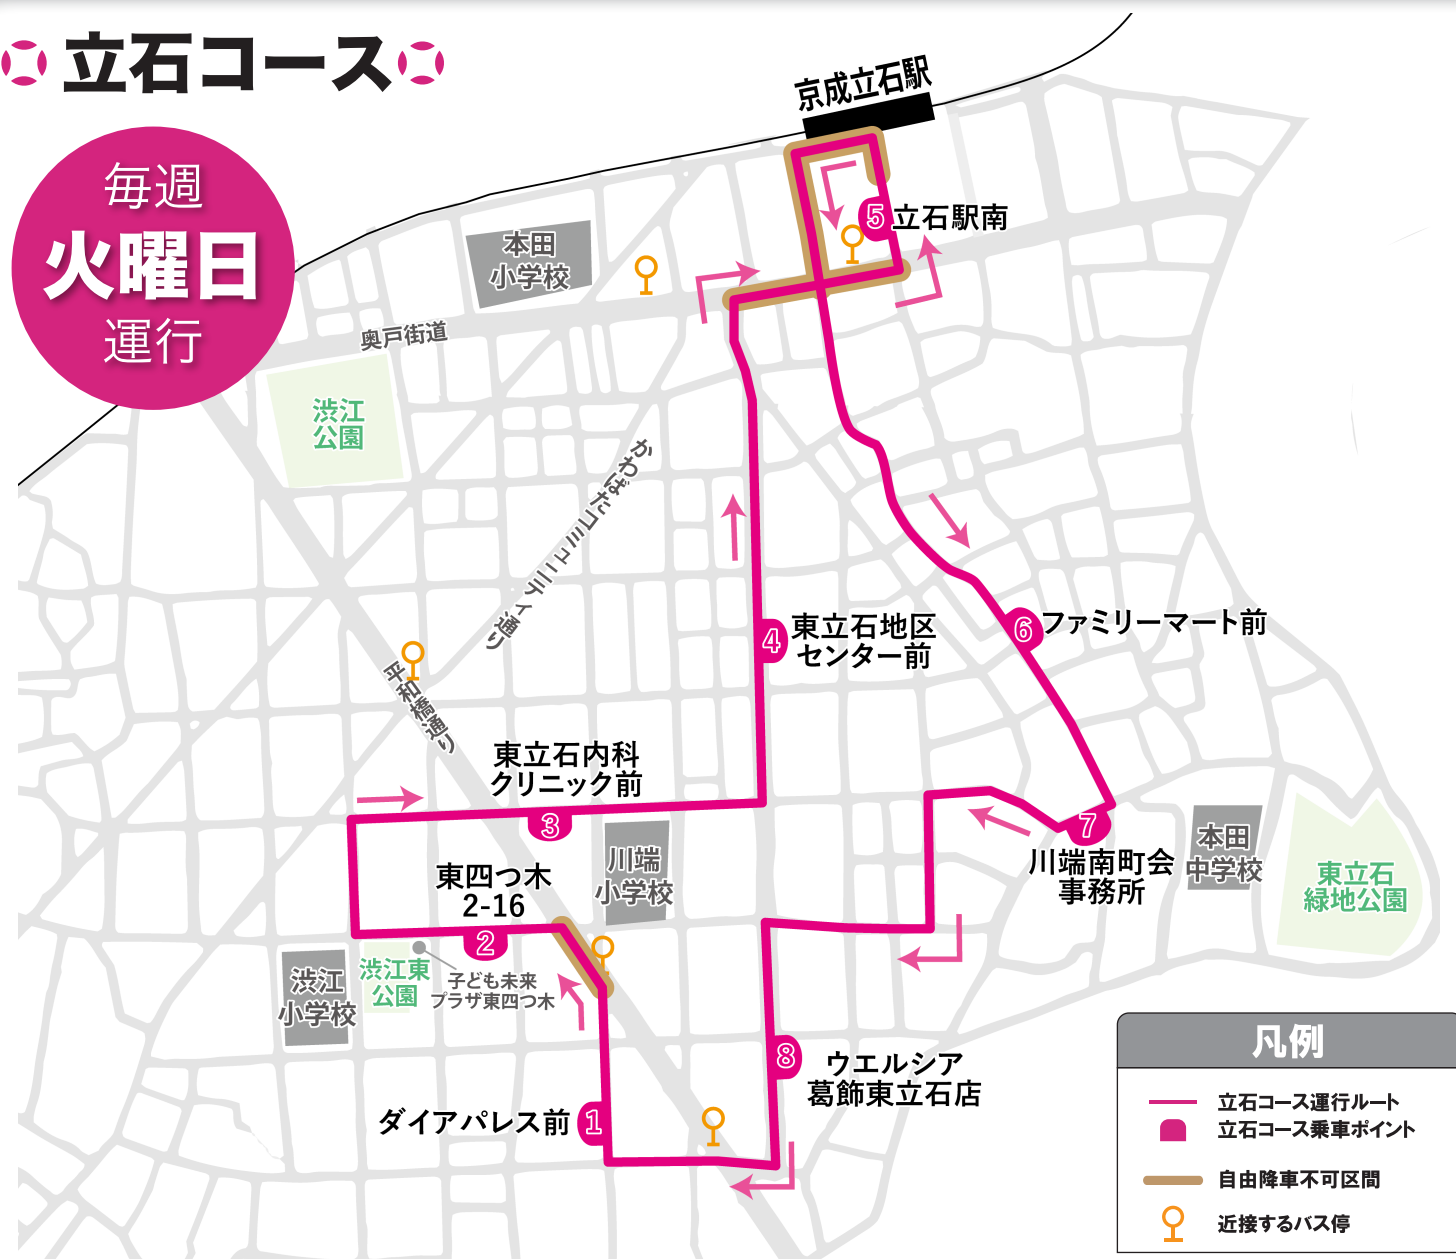 立石コース
毎週
火曜日
運行
京成立石駅
5
立石駅南
本田
小学校
奥戸街道
渋江
公園
かわばたコミュニティ通り
平和橋通り
4
東立石地区
センター前
6
ファミリーマート前
東立石内科
クリニック前
3
川端
小学校
東四つ木
2-16
2
7
川端南町会
事務所
本田
中学校
東立石
緑地公園
渋江
小学校
渋江東
公園
子ども未来
プラザ東四つ木
8
ウエルシア
葛飾東立石店
ダイアパレス前
1
凡例
立石コース運行ルート
立石コース乗車ポイント
自由降車不可区間
近接するバス停